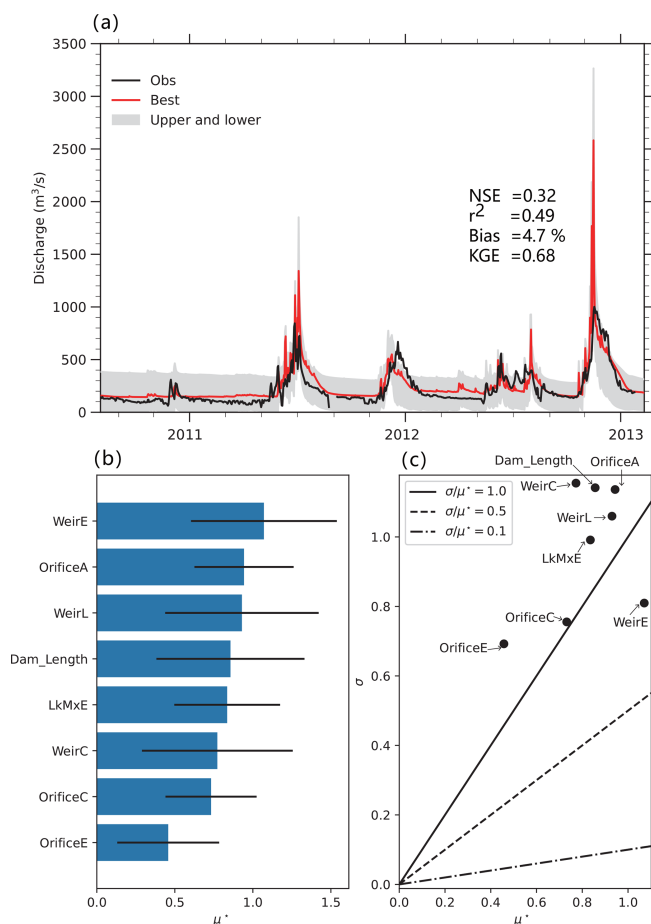 (a)
3500
3000
2500
2000
1500
1000
500
0
Discharge (m³/s)
Obs
Best
Upper and lower
NSE =0.32
r² =0.49
Bias =4.7 %
KGE =0.68
2011
2012
2013
(b)
WeirE
OrificeA
WeirL
Dam_Length
LkMxE
WeirC
OrificeC
OrificeE
0.0
0.5
1.0
1.5
μ*
(c)
σ/μ* = 1.0
σ/μ* = 0.5
σ/μ* = 0.1
Dam_Length
OrificeA
WeirC
WeirL
LkMxE
OrificeC
WeirE
OrificeE
1.0
0.8
0.6
0.4
0.2
0.0
σ
0.0
0.2
0.4
0.6
0.8
1.0
μ*